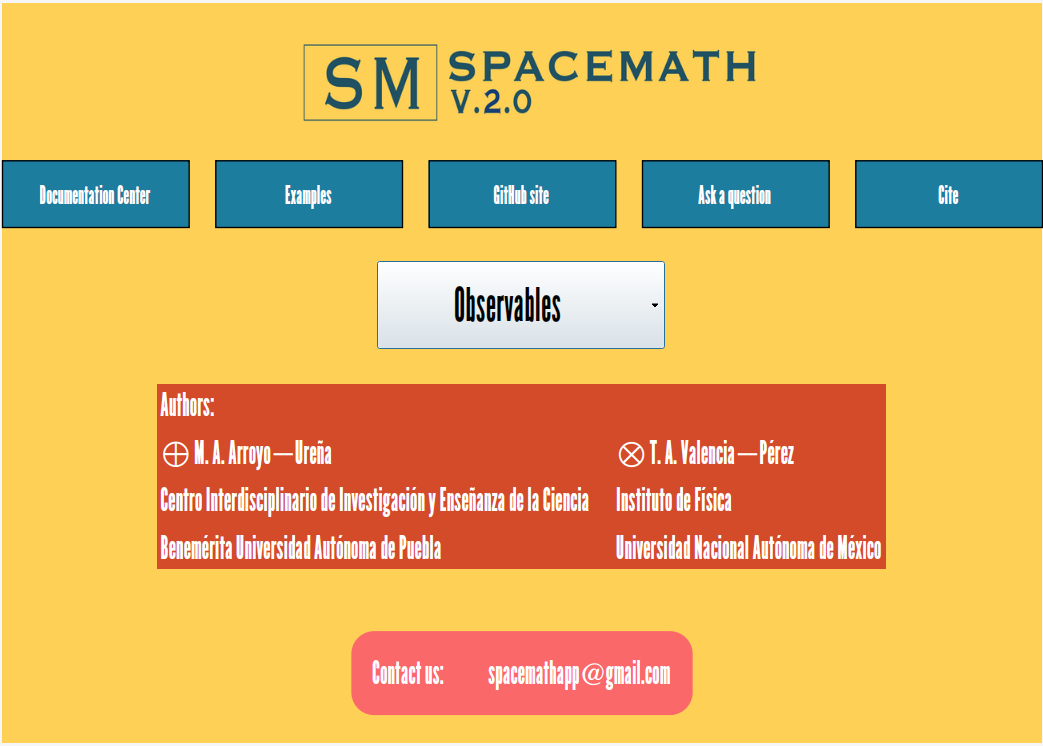 SM SPACEMATH
V.2.0
Documentation Center
Examples
GitHub site
Ask a question
Cite
Observables
Authors:
⊕ M. A. Arroyo—Ureña
Centro Interdisciplinario de Investigación y Enseñanza de la Ciencia
Benemérita Universidad Autónoma de Puebla
⊗ T. A. Valencia—Pérez
Instituto de Física
Universidad Nacional Autónoma de México
Contact us: spacemathapp@gmail.com